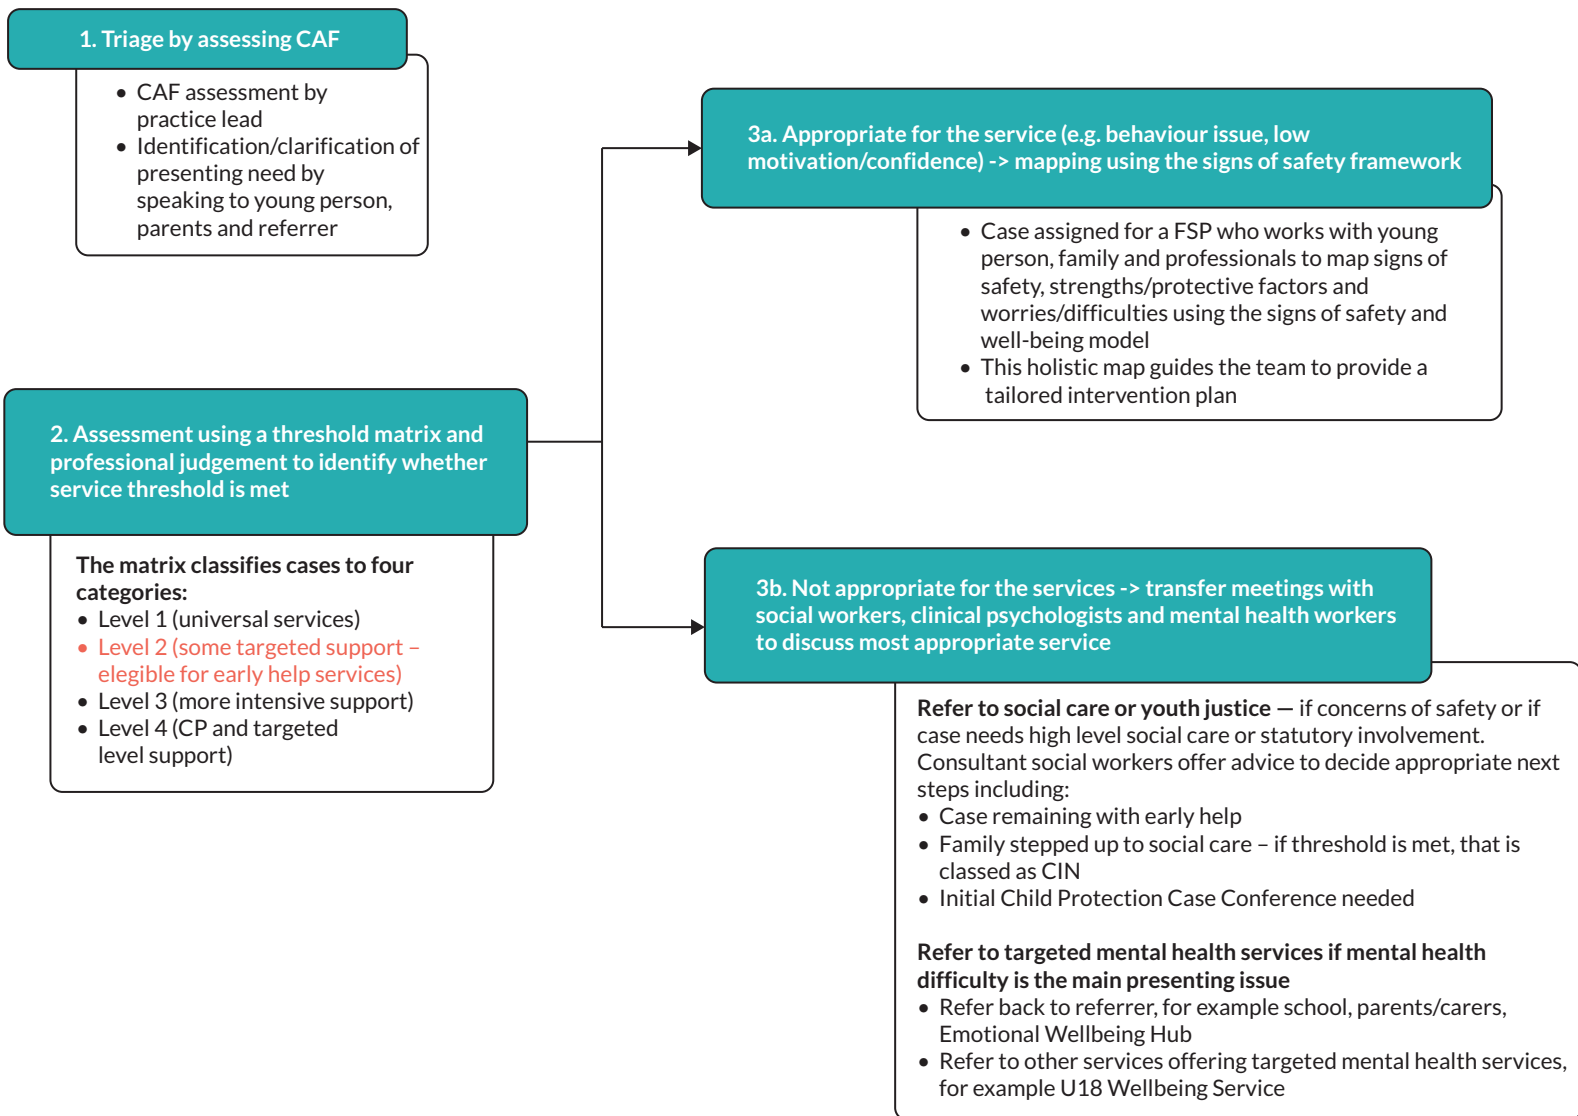 1. Triage by assessing CAF
• CAF assessment by
practice lead
• Identification/clarification of
presenting need by
speaking to young person,
parents and referrer
2. Assessment using a threshold matrix and
professional judgement to identify whether
service threshold is met
The matrix classifies cases to four
categories:
• Level 1 (universal services)
• Level 2 (some targeted support –
elegible for early help services)
• Level 3 (more intensive support)
• Level 4 (CP and targeted
level support)
3a. Appropriate for the service (e.g. behaviour issue, low
motivation/confidence) -> mapping using the signs of safety framework
• Case assigned for a FSP who works with young
person, family and professionals to map signs of
safety, strengths/protective factors and
worries/difficulties using the signs of safety and
well-being model
• This holistic map guides the team to provide a
tailored intervention plan
3b. Not appropriate for the services -> transfer meetings with
social workers, clinical psychologists and mental health workers
to discuss most appropriate service
Refer to social care or youth justice — if concerns of safety or if
case needs high level social care or statutory involvement.
Consultant social workers offer advice to decide appropriate next
steps including:
• Case remaining with early help
• Family stepped up to social care – if threshold is met, that is
classed as CIN
• Initial Child Protection Case Conference needed
Refer to targeted mental health services if mental health
difficulty is the main presenting issue
• Refer back to referrer, for example school, parents/carers,
Emotional Wellbeing Hub
• Refer to other services offering targeted mental health services,
for example U18 Wellbeing Service